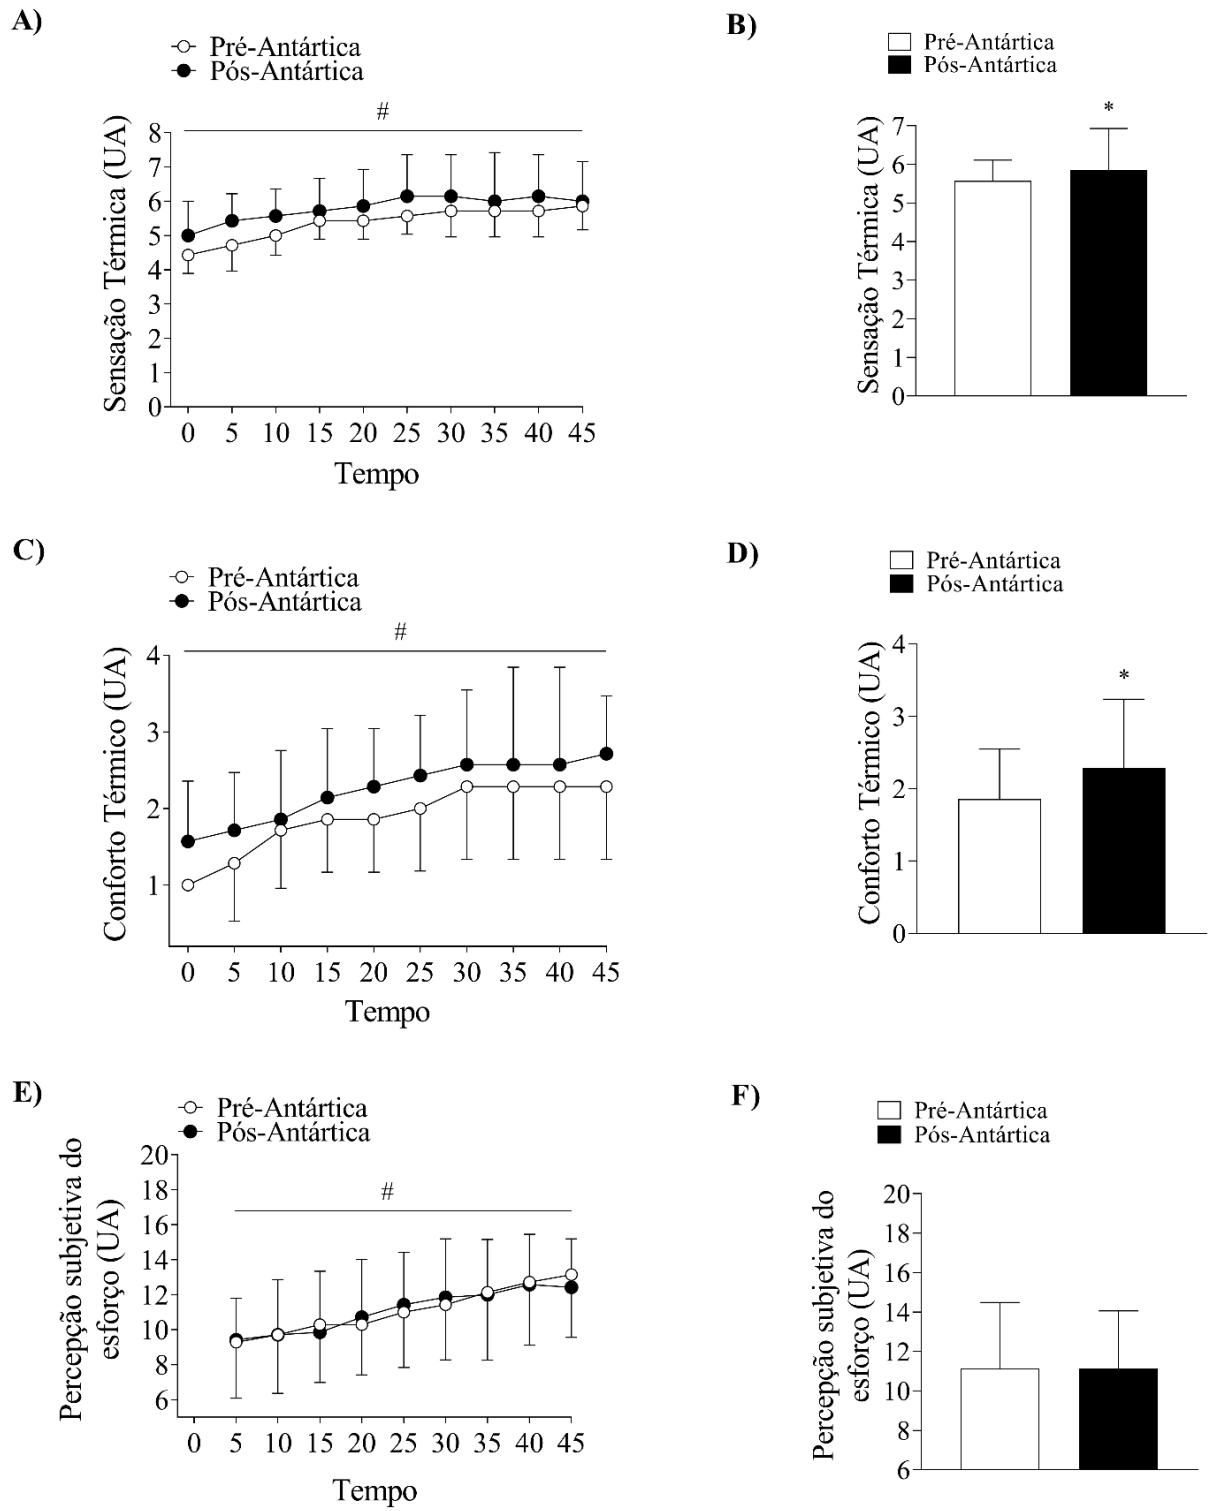 A)
Pré-Antártica
Pós-Antártica
#
Sensação Térmica (UA)
8
7
6
5
4
3
2
1
0
0 5 10 15 20 25 30 35 40 45
Tempo
B)
Pré-Antártica
Pós-Antártica
*
Sensação Térmica (UA)
7
6
5
4
3
2
1
0
C)
Pré-Antártica
Pós-Antártica
#
Conforto Térmico (UA)
4
3
2
1
0 5 10 15 20 25 30 35 40 45
Tempo
D)
Pré-Antártica
Pós-Antártica
*
Conforto Térmico (UA)
4
3
2
1
0
E)
Pré-Antártica
Pós-Antártica
#
Percepção subjetiva do
esforço (UA)
20
18
16
14
12
10
8
6
0 5 10 15 20 25 30 35 40 45
Tempo
F)
Pré-Antártica
Pós-Antártica
Percepção subjetiva do
esforço (UA)
20
18
16
14
12
10
8
6